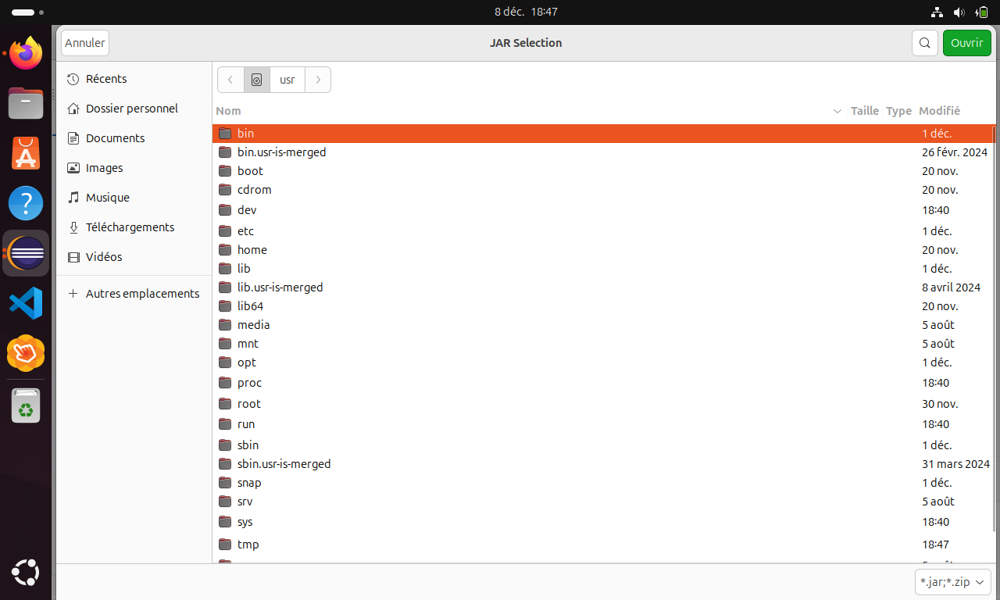 8 déc. 18:47
Annuler
JAR Selection
Ouvrir
Récents
Dossier personnel
Documents
Images
Musique
Téléchargements
Vidéos
Autres emplacements
usr
Nom Taille Type Modifié
bin 1 déc.
bin.usr-is-merged 26 févr. 2024
boot 20 nov.
cdrom 20 nov.
dev 18:40
etc 1 déc.
home 20 nov.
lib 1 déc.
lib.usr-is-merged 8 avril 2024
lib64 20 nov.
media 5 août
mnt 5 août
opt 1 déc.
proc 18:40
root 30 nov.
run 18:40
sbin 1 déc.
sbin.usr-is-merged 31 mars 2024
snap 1 déc.
srv 5 août
sys 18:40
tmp 18:47
*.jar;*.zip